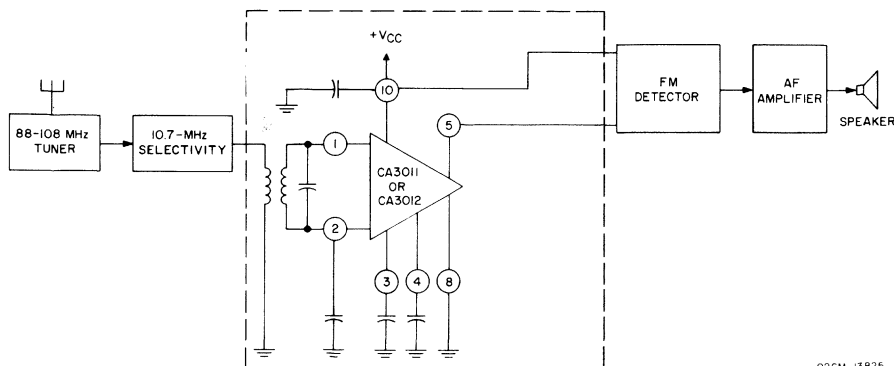 +VCC
10
88-108 MHz
TUNER
10.7-MHz
SELECTIVITY
1
2
CA3011
OR
CA3012
5
3
4
8
FM
DETECTOR
AF
AMPLIFIER
SPEAKER